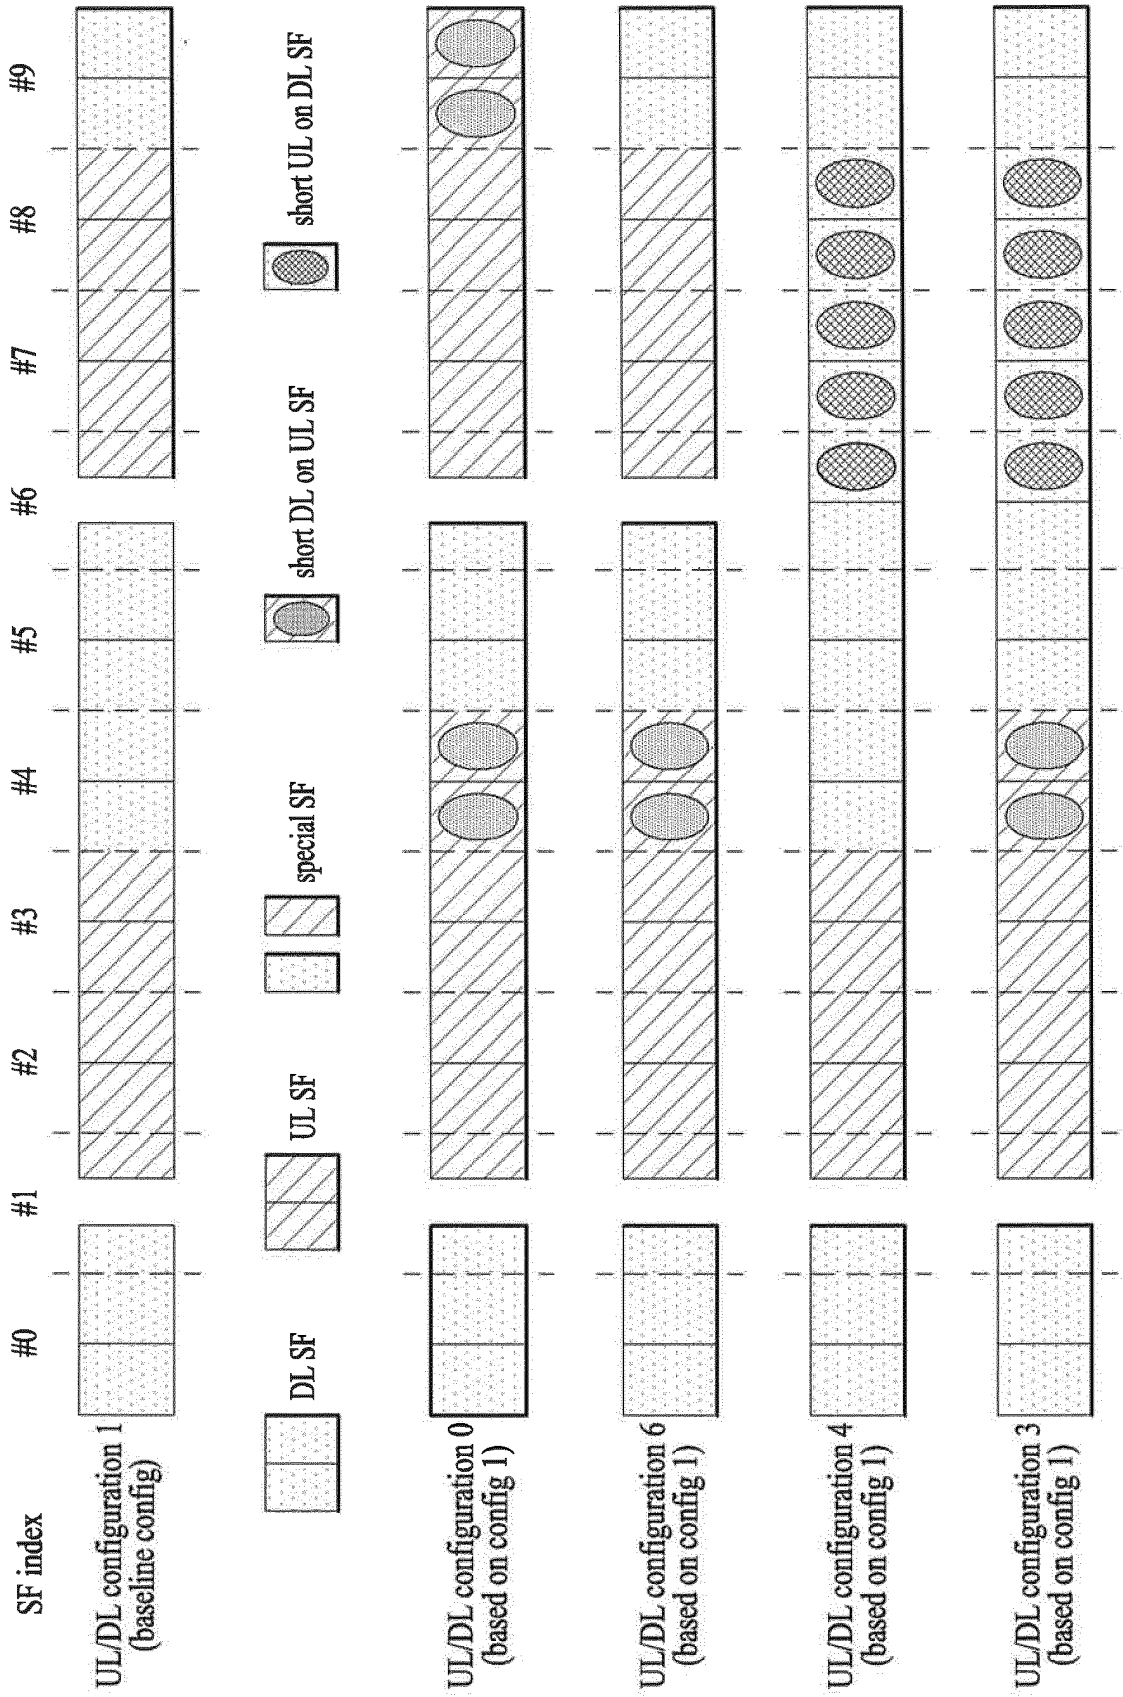 SF index
#0
#1
#2
#3
#4
#5
#6
#7
#8
#9
UL/DL configuration 1
(baseline config)
DL SF
UL SF
special SF
short DL on UL SF
short UL on DL SF
UL/DL configuration 0
(based on config 1)
UL/DL configuration 6
(based on config 1)
UL/DL configuration 4
(based on config 1)
UL/DL configuration 3
(based on config 1)